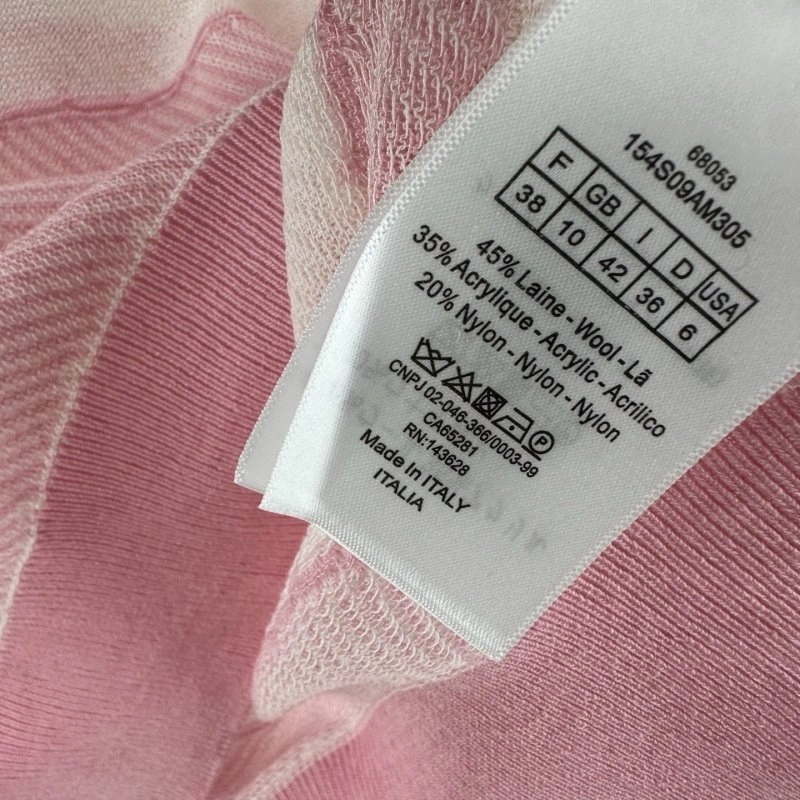 68053
154S09AM305
F GB I D USA
38 10 42 36 6
45% Laine - Wool - Lã
35% Acrylique - Acrylic - Acrilico
20% Nylon - Nylon - Nylon
CNPJ 02-046-366/0003-99
CA65281
RN:143628
Made In ITALY
ITALIA